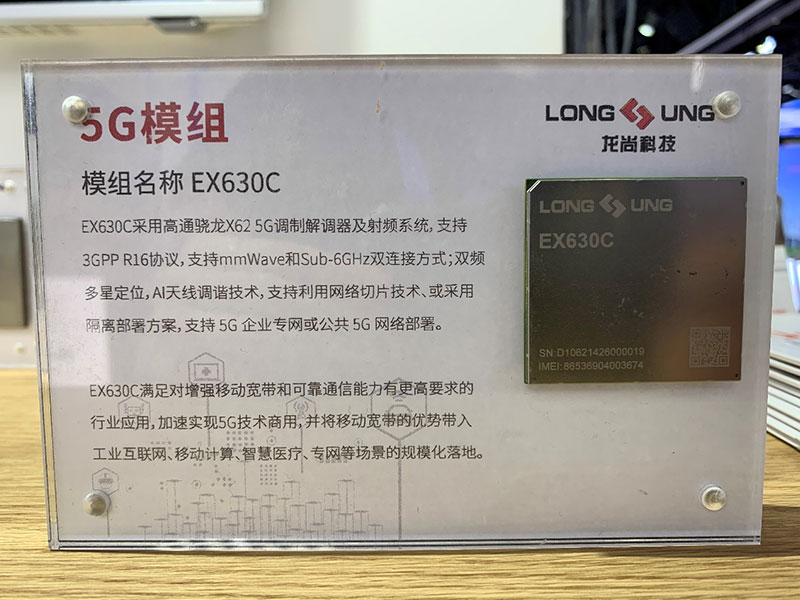 5G模组
LONG SUNG
龙尚科技
模组名称 EX630C
EX630C采用高通骁龙X62 5G调制解调器及射频系统，支持
3GPP R16协议，支持mmWave和Sub-6GHz双连接方式；双频
多星定位，AI天线调谐技术，支持利用网络切片技术、或采用
隔离部署方案，支持 5G 企业专网或公共 5G 网络部署。
EX630C满足对增强移动宽带和可靠通信能力有更高要求的
行业应用，加速实现5G技术商用，并将移动宽带的优势带入
工业互联网、移动计算、智慧医疗、专网等场景的规模化落地。
LONG SUNG
EX630C
SN:D10621426000019
IMEI:86536904003674